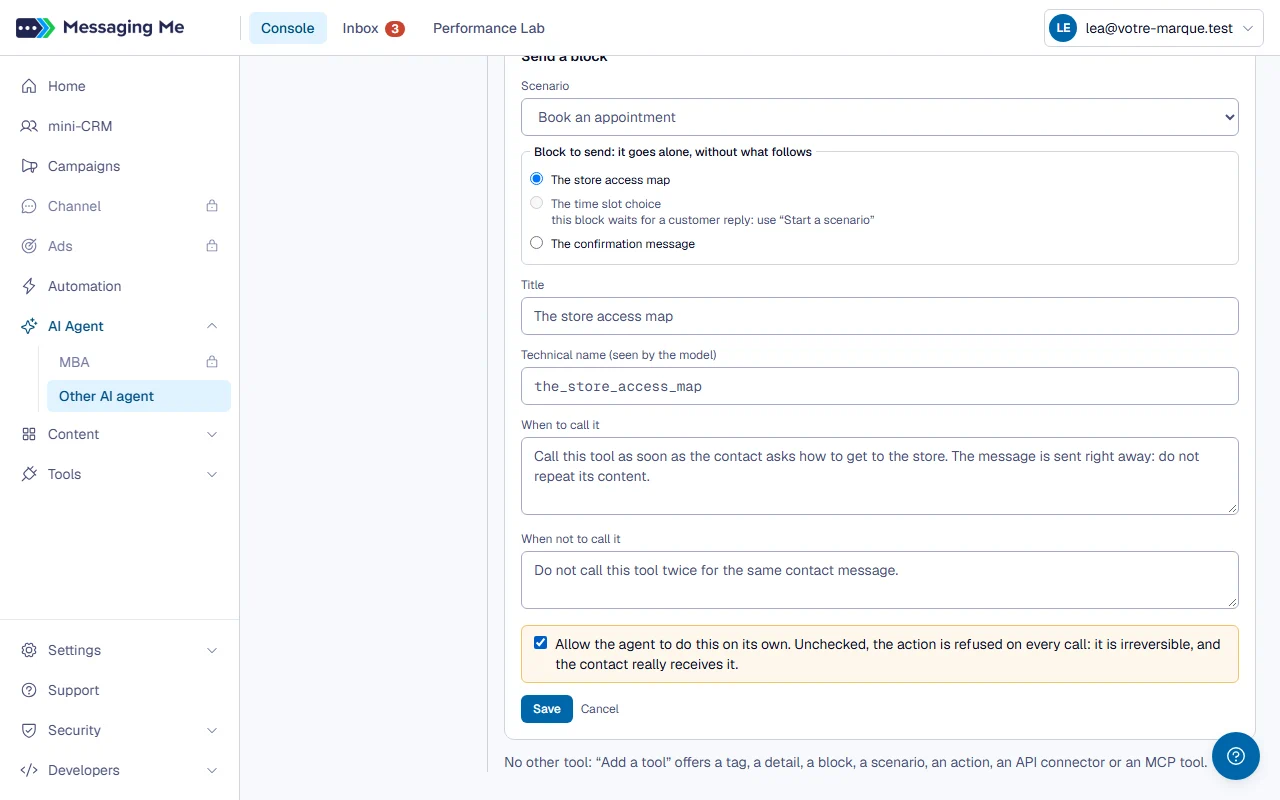 Messaging Me
Console
Inbox 3
Performance Lab
LE lea@votre-marque.test
Home
mini-CRM
Campaigns
Channel
Ads
Automation
AI Agent
MBA
Other AI agent
Content
Tools
Settings
Support
Security
Developers
Send a block
Scenario
Book an appointment
Block to send: it goes alone, without what follows
The store access map
The time slot choice
this block waits for a customer reply: use “Start a scenario”
The confirmation message
Title
The store access map
Technical name (seen by the model)
the_store_access_map
When to call it
Call this tool as soon as the contact asks how to get to the store. The message is sent right away: do not
repeat its content.
When not to call it
Do not call this tool twice for the same contact message.
Allow the agent to do this on its own. Unchecked, the action is refused on every call: it is irreversible, and
the contact really receives it.
Save
Cancel
No other tool: “Add a tool” offers a tag, a detail, a block, a scenario, an action, an API connector or an MCP tool.